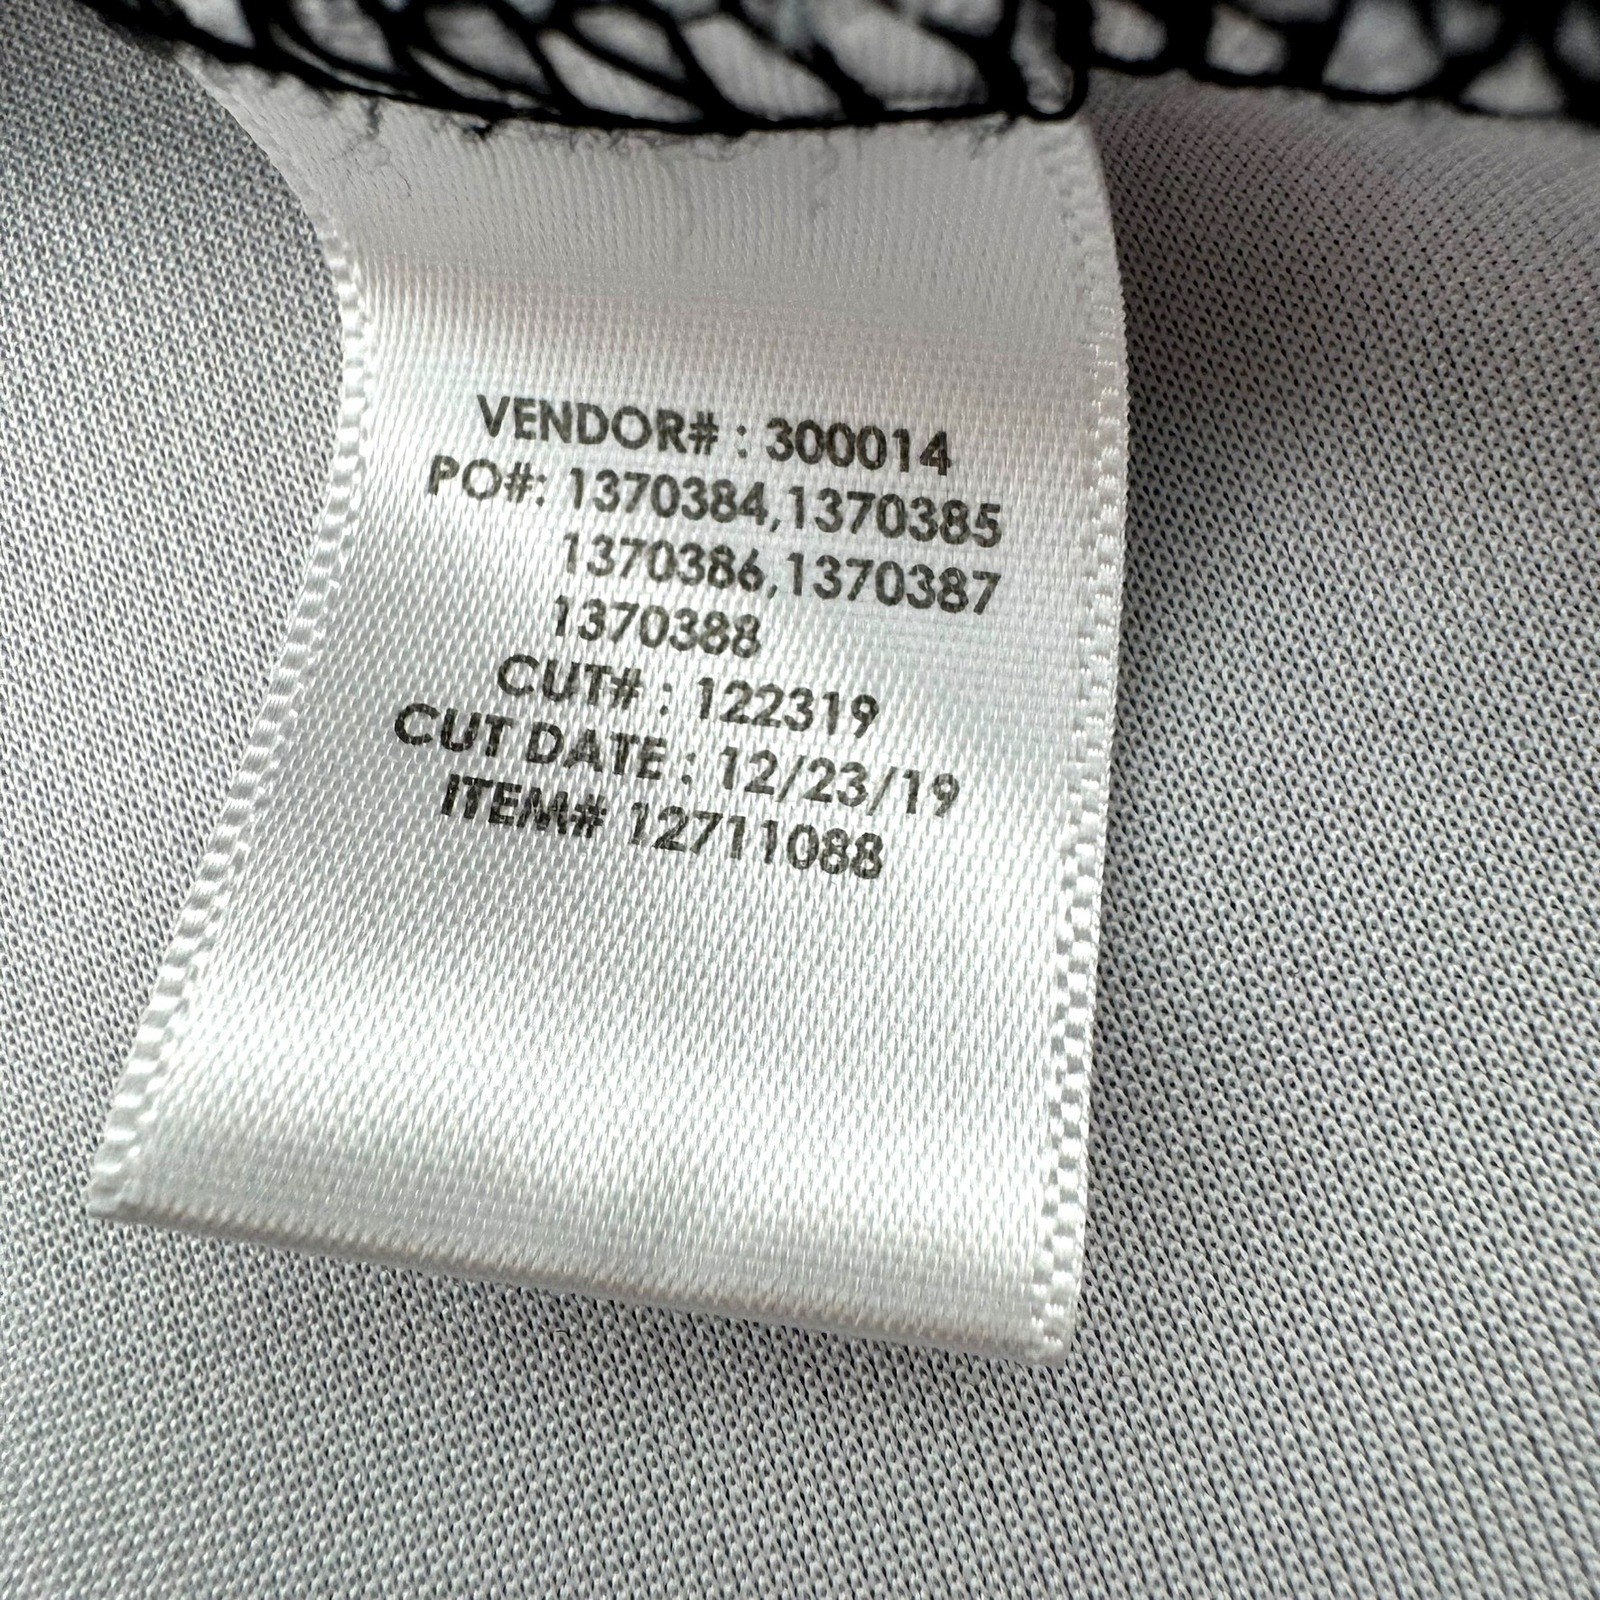 VENDOR# : 300014
PO#: 1370384,1370385
1370386,1370387
1370388
CUT# : 122319
CUT DATE : 12/23/19
ITEM# 12711088